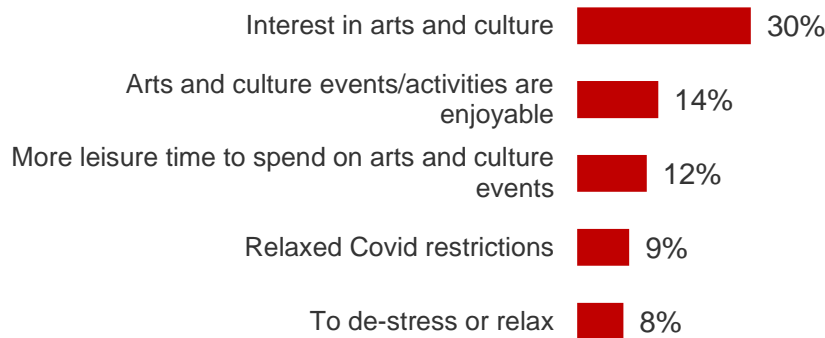 Interest in arts and culture 30%
Arts and culture events/activities are
enjoyable
14%
More leisure time to spend on arts and culture
events
12%
Relaxed Covid restrictions 9%
To de-stress or relax 8%